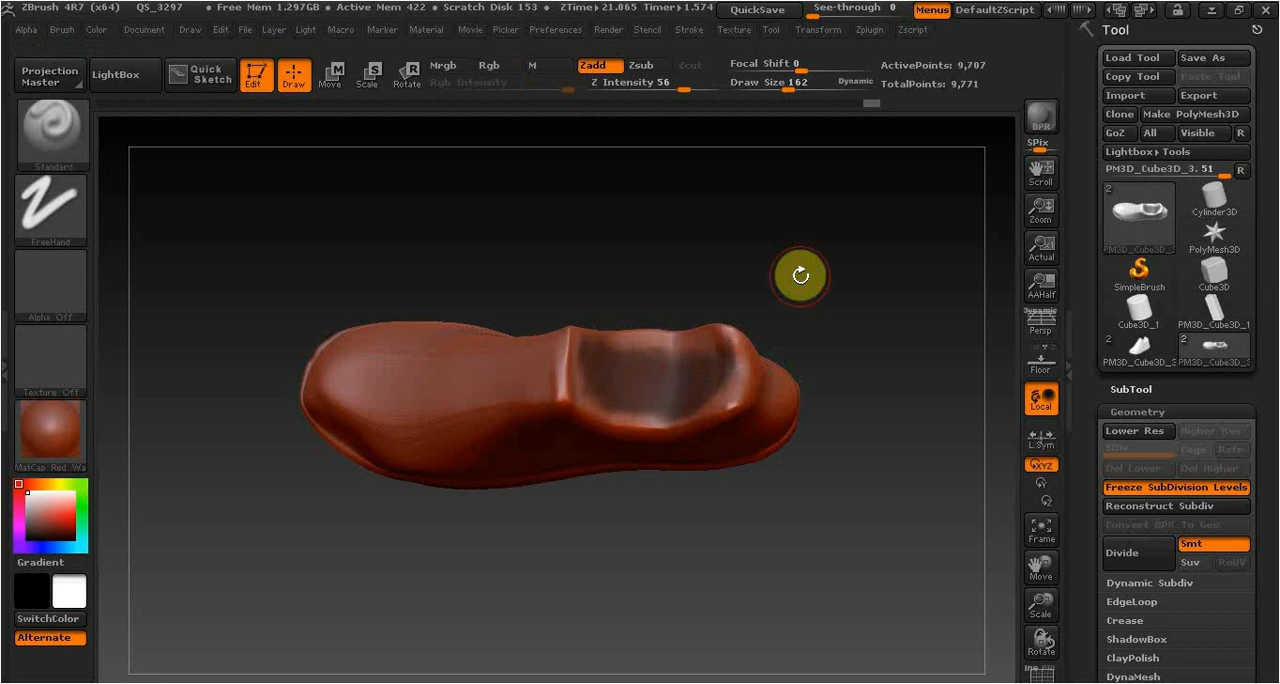 ZBrush 4R7 (x64) QS_3297 • Free Mem 1.297GB • Active Mem 422 • Scratch Disk 153 • ZTime▸21.065 Timer▸1.574 QuickSave See-through 0 Menus DefaultZScript
Alpha Brush Color Document Draw Edit File Layer Light Macro Marker Material Movie Picker Preferences Render Stencil Stroke Texture Tool Transform Zplugin Zscript
Projection Master
LightBox
Quick Sketch
Edit
Draw
Move
Scale
Rotate
Mrgb Rgb M
Rgb Intensity
Zadd Zsub Zcut
Z Intensity 56
Focal Shift 0
Draw Size 162 Dynamic
ActivePoints: 9,707
TotalPoints: 9,771
Standard
FreeHand
Alpha Off
Texture Off
MatCap Red Wa
Gradient
SwitchColor
Alternate
BPR
SPix
Scroll
Zoom
Actual
AAHalf
Dynamic
Persp
Floor
Local
L.Sym
XYZ
Y
Z
Frame
Move
Scale
Rotate
Tool
Load Tool Save As
Copy Tool Paste Tool
Import Export
Clone Make PolyMesh3D
GoZ All Visible R
Lightbox▸Tools
PM3D_Cube3D_3. 51 R
2
PM3D_Cube3D_3
Cylinder3D
PolyMesh3D
SimpleBrush
Cube3D
Cube3D_1
PM3D_Cube3D_1
2
PM3D_Cube3D_3
2
PM3D_Cube3D_3
SubTool
Geometry
Lower Res Higher Res
SDiv Cage Rstr
Del Lower Del Higher
Freeze SubDivision Levels
Reconstruct Subdiv
Convert BPR To Geo
Divide
Smt
Suv ReUV
Dynamic Subdiv
EdgeLoop
Crease
ShadowBox
ClayPolish
DynaMesh